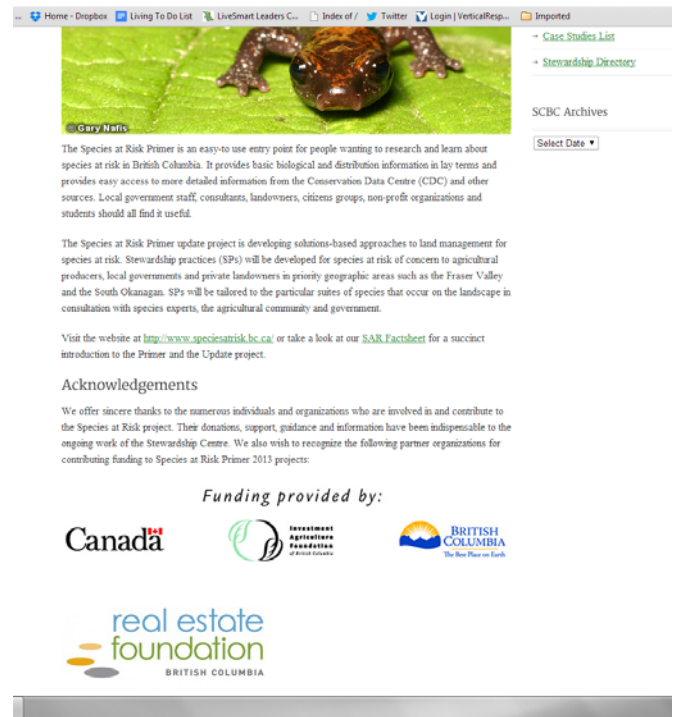 Home - Dropbox Living To Do List LiveSmart Leaders C... Index of / Twitter Login | VerticalResp... Imported
→ Case Studies List
→ Stewardship Directory
SCBC Archives
Select Date ▼
© Gary Nafis
The Species at Risk Primer is an easy-to use entry point for people wanting to research and learn about
species at risk in British Columbia. It provides basic biological and distribution information in lay terms and
provides easy access to more detailed information from the Conservation Data Centre (CDC) and other
sources. Local government staff, consultants, landowners, citizens groups, non-profit organizations and
students should all find it useful.
The Species at Risk Primer update project is developing solutions-based approaches to land management for
species at risk. Stewardship practices (SPs) will be developed for species at risk of concern to agricultural
producers, local governments and private landowners in priority geographic areas such as the Fraser Valley
and the South Okanagan. SPs will be tailored to the particular suites of species that occur on the landscape in
consultation with species experts, the agricultural community and government.
Visit the website at http://www.speciesatrisk.bc.ca/ or take a look at our SAR Factsheet for a succinct
introduction to the Primer and the Update project.
Acknowledgements
We offer sincere thanks to the numerous individuals and organizations who are involved in and contribute to
the Species at Risk project. Their donations, support, guidance and information have been indispensable to the
ongoing work of the Stewardship Centre. We also wish to recognize the following partner organizations for
contributing funding to Species at Risk Primer 2013 projects:
Funding provided by:
Canada
Investment
Agriculture
Foundation
of British Columbia
BRITISH
COLUMBIA
The Best Place on Earth
real estate
foundation
BRITISH COLUMBIA